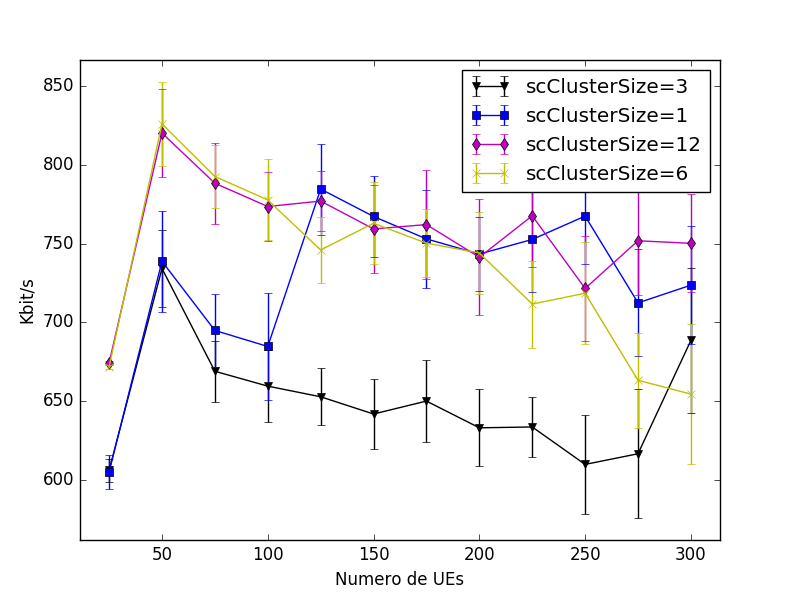 850
800
750
700
650
600
Kbit/s
50 100 150 200 250 300
Numero de UEs
scClusterSize=3
scClusterSize=1
scClusterSize=12
scClusterSize=6